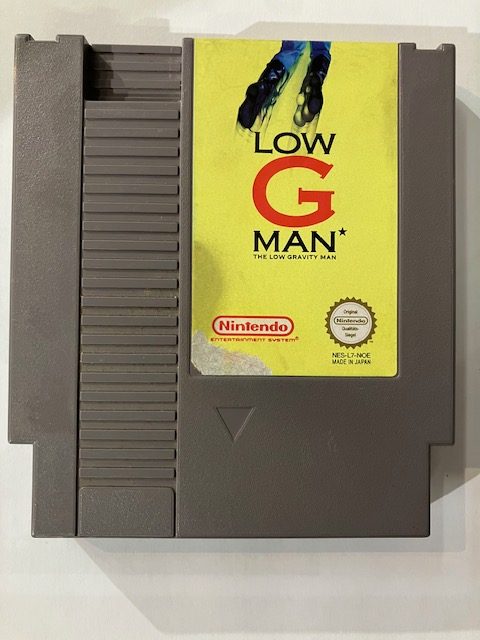 LOW
G
MAN*
THE LOW GRAVITY MAN
Nintendo
ENTERTAINMENT SYSTEM®
Original
Nintendo
Qualitäts-
Siegel
NES-L7-NOE
MADE IN JAPAN